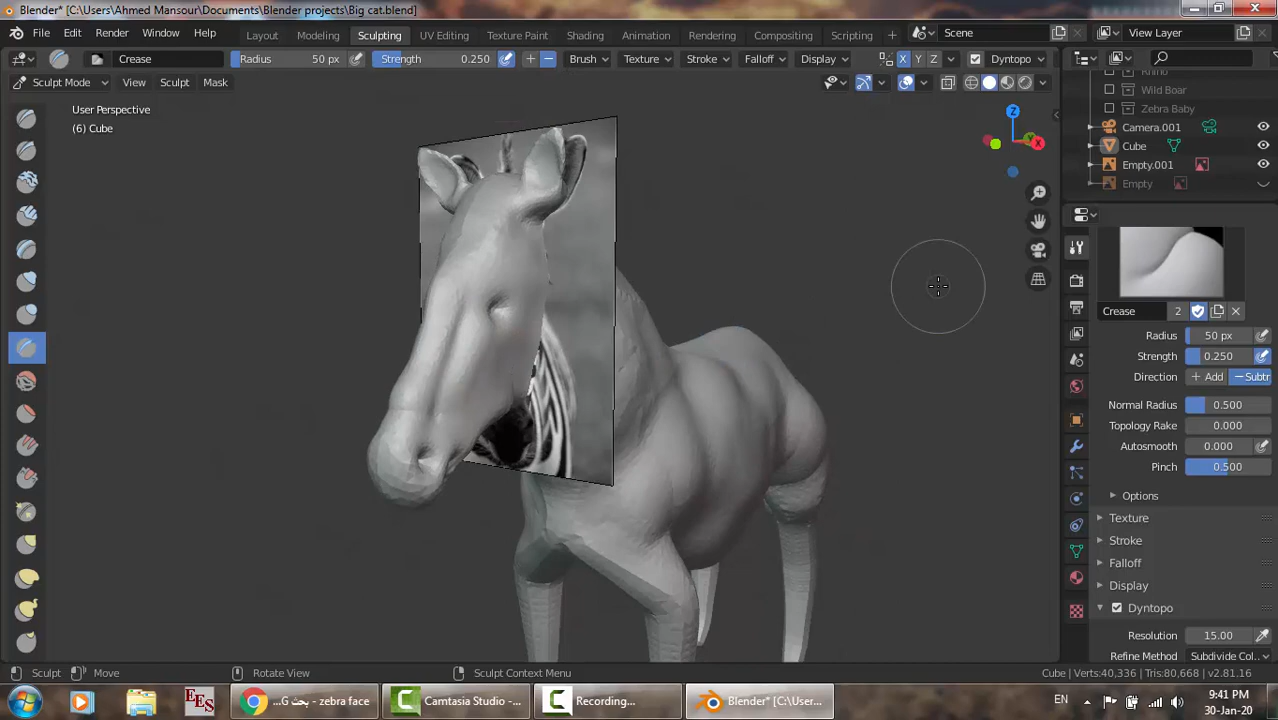 Blender* [C:\Users\Ahmed Mansour\Documents\Blender projects\Big cat.blend]
File Edit Render Window Help Layout Modeling Sculpting UV Editing Texture Paint Shading Animation Rendering Compositing Scripting + Scene View Layer
Crease Radius 50 px Strength 0.250 Brush Texture Stroke Falloff Display X Y Z Dyntopo
Sculpt Mode View Sculpt Mask
User Perspective
(6) Cube
Z
Y
X
Rhino
Wild Boar
Zebra Baby
Camera.001
Cube
Empty.001
Empty
Crease 2
Radius 50 px
Strength 0.250
Direction + Add − Subtr
Normal Radius 0.500
Topology Rake 0.000
Autosmooth 0.000
Pinch 0.500
Options
Texture
Stroke
Falloff
Display
Dyntopo
Resolution 15.00
Refine Method Subdivide Col...
Sculpt Move Rotate View Sculpt Context Menu Cube | Verts:40,336 | Tris:80,668 | v2.81.16
EES ...G بحث - zebra face Camtasia Studio -... Recording... Blender* [C:\User... EN 9:41 PM
30-Jan-20